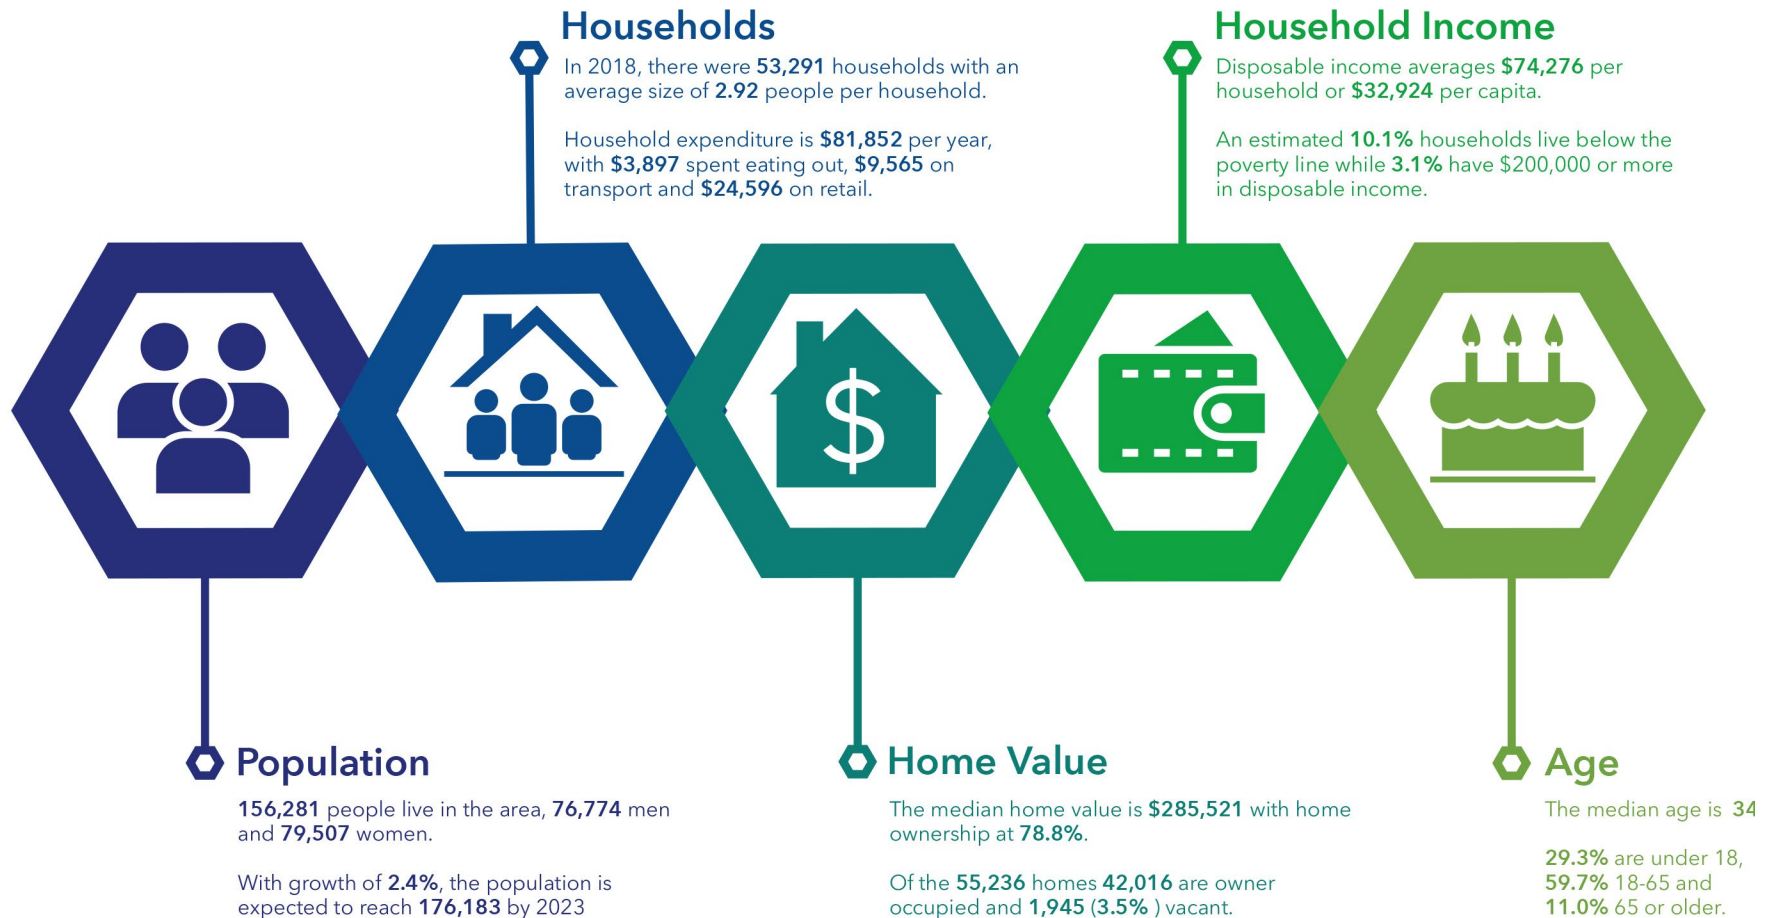 Households
In 2018, there were 53,291 households with an
average size of 2.92 people per household.
Household expenditure is $81,852 per year,
with $3,897 spent eating out, $9,565 on
transport and $24,596 on retail.
Household Income
Disposable income averages $74,276 per
household or $32,924 per capita.
An estimated 10.1% households live below the
poverty line while 3.1% have $200,000 or more
in disposable income.
$
Population
156,281 people live in the area, 76,774 men
and 79,507 women.
With growth of 2.4%, the population is
expected to reach 176,183 by 2023
Home Value
The median home value is $285,521 with home
ownership at 78.8%.
Of the 55,236 homes 42,016 are owner
occupied and 1,945 (3.5% ) vacant.
Age
The median age is 34
29.3% are under 18,
59.7% 18-65 and
11.0% 65 or older.